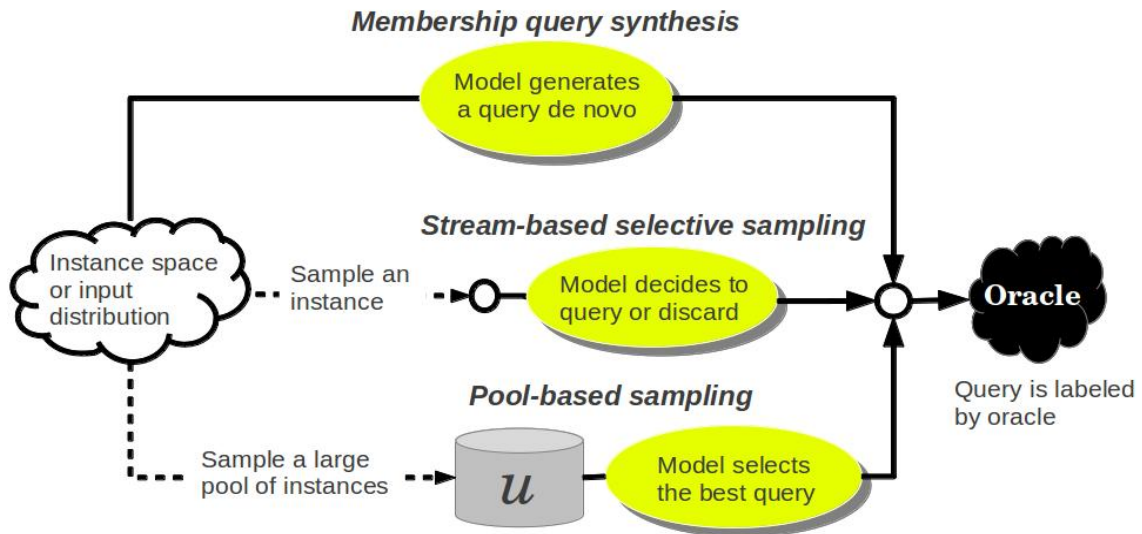 Membership query synthesis
Model generates
a query de novo
Stream-based selective sampling
Instance space
or input
distribution
Sample an
instance
Model decides to
query or discard
Oracle
Query is labeled
by oracle
Pool-based sampling
Sample a large
pool of instances
u
Model selects
the best query